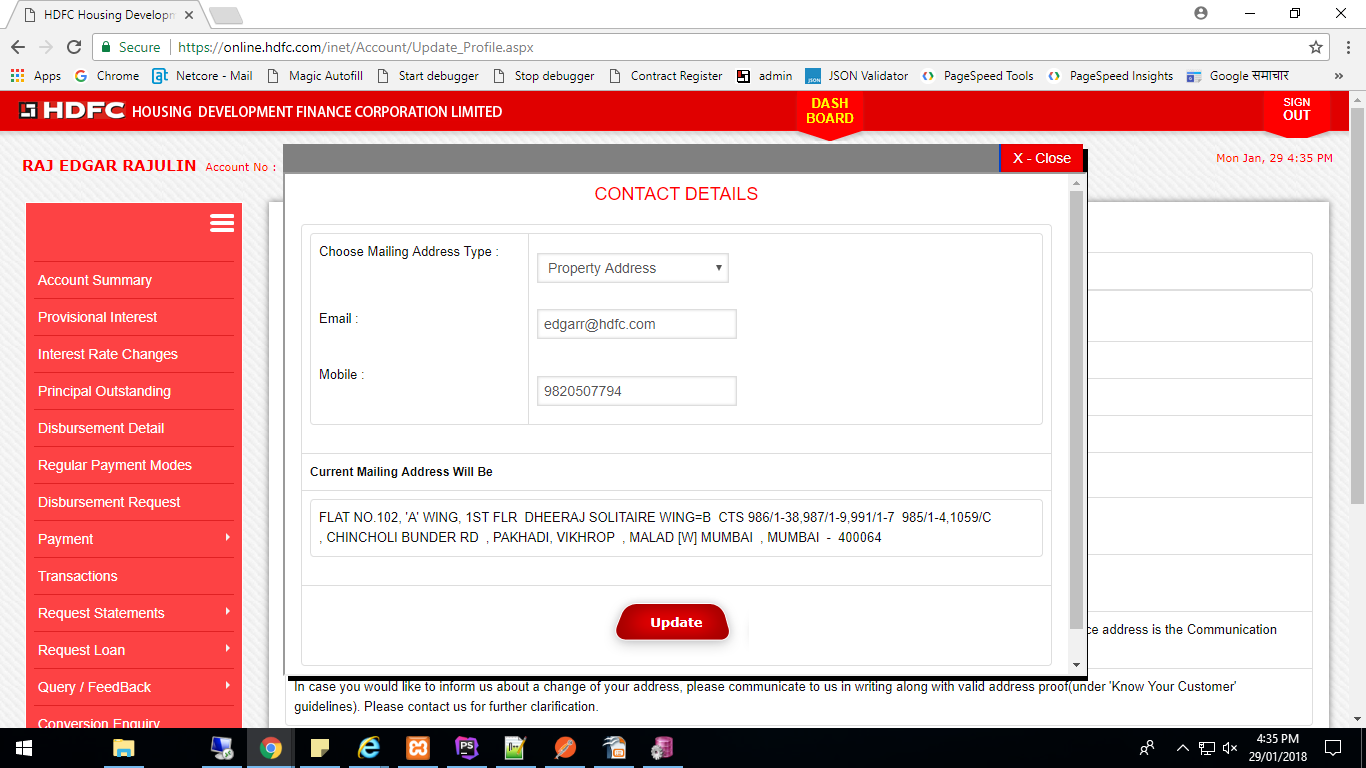 HDFC Housing Developm
Secure
https://online.hdfc.com/inet/Account/Update_Profile.aspx
Apps Chrome Netcore - Mail Magic Autofill Start debugger Stop debugger Contract Register admin JSON Validator PageSpeed Tools PageSpeed Insights Google समाचार »
HDFC HOUSING DEVELOPMENT FINANCE CORPORATION LIMITED
DASH
BOARD
SIGN
OUT
RAJ EDGAR RAJULIN Account No :
Mon Jan, 29 4:35 PM
X - Close
CONTACT DETAILS
Choose Mailing Address Type :
Property Address
Email :
edgarr@hdfc.com
Mobile :
9820507794
Current Mailing Address Will Be
FLAT NO.102, 'A' WING, 1ST FLR DHEERAJ SOLITAIRE WING=B CTS 986/1-38,987/1-9,991/1-7 985/1-4,1059/C
, CHINCHOLI BUNDER RD , PAKHADI, VIKHROP , MALAD [W] MUMBAI , MUMBAI - 400064
Update
Account Summary
Provisional Interest
Interest Rate Changes
Principal Outstanding
Disbursement Detail
Regular Payment Modes
Disbursement Request
Payment
Transactions
Request Statements
Request Loan
Query / FeedBack
Conversion Enquiry
ce address is the Communication
In case you would like to inform us about a change of your address, please communicate to us in writing along with valid address proof(under 'Know Your Customer'
guidelines). Please contact us for further clarification.
4:35 PM
29/01/2018